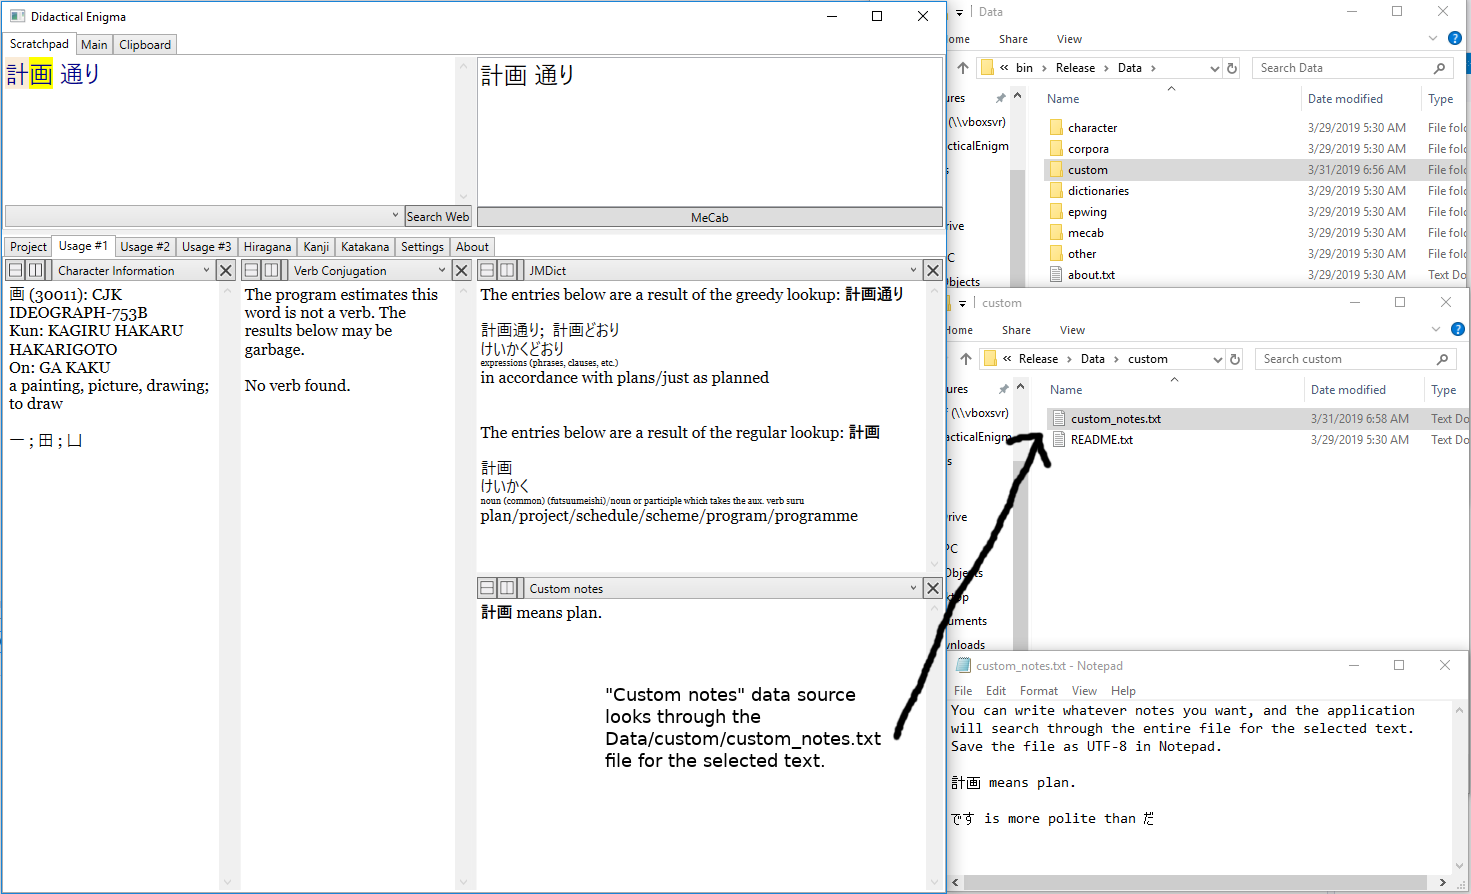 Didactical Enigma
Scratchpad
Main
Clipboard
計画 通り
計画 通り
Search Web
MeCab
Project
Usage #1
Usage #2
Usage #3
Hiragana
Kanji
Katakana
Settings
About
Character Information
画 (30011): CJK
IDEOGRAPH-753B
Kun: KAGIRU HAKARU
HAKARIGOTO
On: GA KAKU
a painting, picture, drawing;
to draw
一 ; 田 ; 凵
Verb Conjugation
The program estimates this
word is not a verb. The
results below may be
garbage.
No verb found.
JMDict
The entries below are a result of the greedy lookup: 計画通り
計画通り; 計画どおり
けいかくどおり
expressions (phrases, clauses, etc.)
in accordance with plans/just as planned
The entries below are a result of the regular lookup: 計画
計画
けいかく
noun (common) (futsuumeishi)/noun or participle which takes the aux. verb suru
plan/project/schedule/scheme/program/programme
Custom notes
計画 means plan.
"Custom notes" data source
looks through the
Data/custom/custom_notes.txt
file for the selected text.
Data
ome Share View
« bin › Release › Data ›
Search Data
Name Date modified Type
character 3/29/2019 5:30 AM File fol
corpora 3/29/2019 5:30 AM File fol
custom 3/31/2019 6:56 AM File fol
dictionaries 3/29/2019 5:30 AM File fol
epwing 3/29/2019 5:30 AM File fol
mecab 3/29/2019 5:30 AM File fol
other 3/29/2019 5:30 AM File fol
about.txt 3/29/2019 5:30 AM Text Do
ures
(\\vboxsvr)
cticalEnigm
s
rive
C
Objects
custom
Home Share View
« Release › Data › custom
Search custom
Name Date modified Type
custom_notes.txt 3/31/2019 6:58 AM Text Do
README.txt 3/29/2019 5:30 AM Text Do
ures
(\\vboxsvr)
acticalEnigm
s
rive
PC
Objects
top
uments
wnloads
custom_notes.txt - Notepad
File Edit Format View Help
You can write whatever notes you want, and the application
will search through the entire file for the selected text.
Save the file as UTF-8 in Notepad.
計画 means plan.
です is more polite than だ